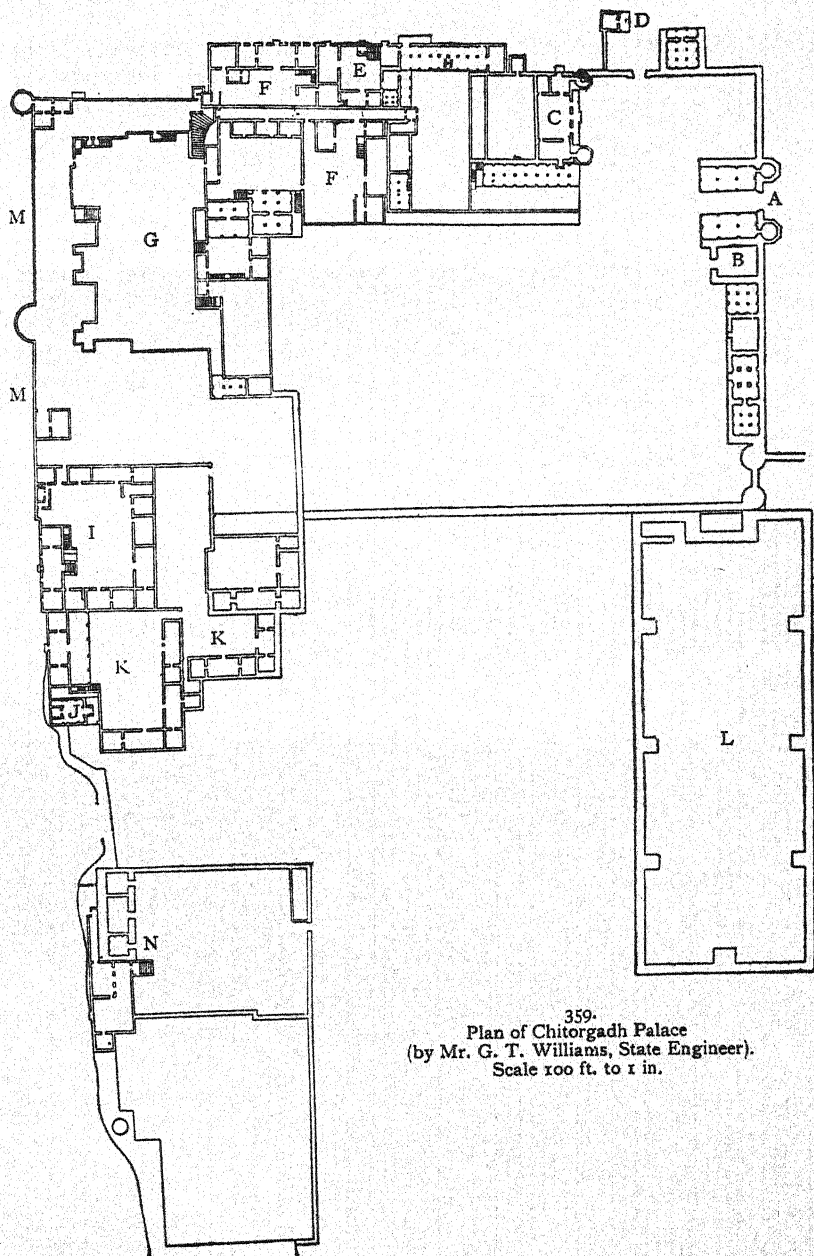 D
E
H
F
C
M
F
A
G
B
M
I
K
K
J
L
N
359.
Plan of Chitorgadh Palace
(by Mr. G. T. Williams, State Engineer).
Scale 100 ft. to 1 in.